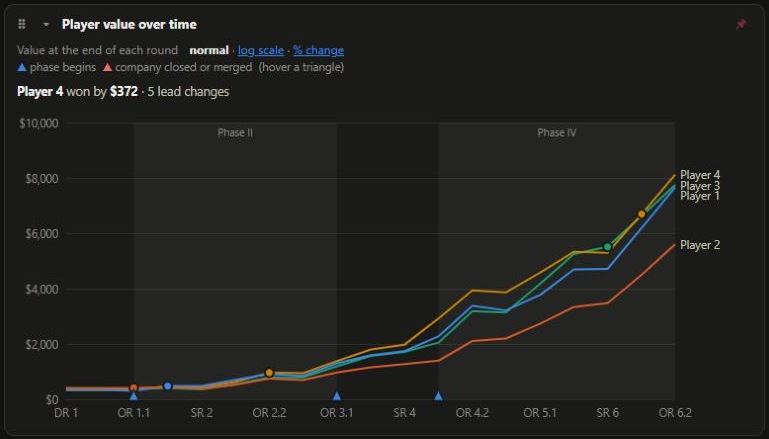 Player value over time
Value at the end of each round normal · log scale · % change
phase begins company closed or merged (hover a triangle)
Player 4 won by $372 · 5 lead changes
$10,000
Phase II
Phase IV
$8,000
Player 4
Player 3
Player 1
$6,000
Player 2
$4,000
$2,000
$0
DR 1 OR 1.1 SR 2 OR 2.2 OR 3.1 SR 4 OR 4.2 OR 5.1 SR 6 OR 6.2